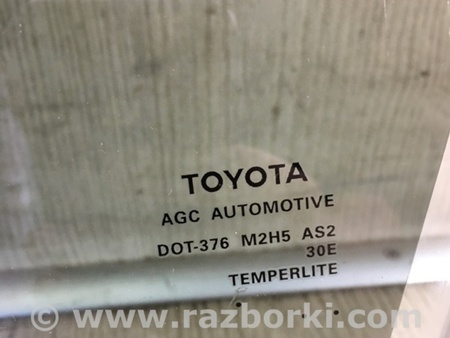 TOYOTA
AGC AUTOMOTIVE
DOT-376 M2H5 AS2
30E
TEMPERLITE
© www.razborki.com